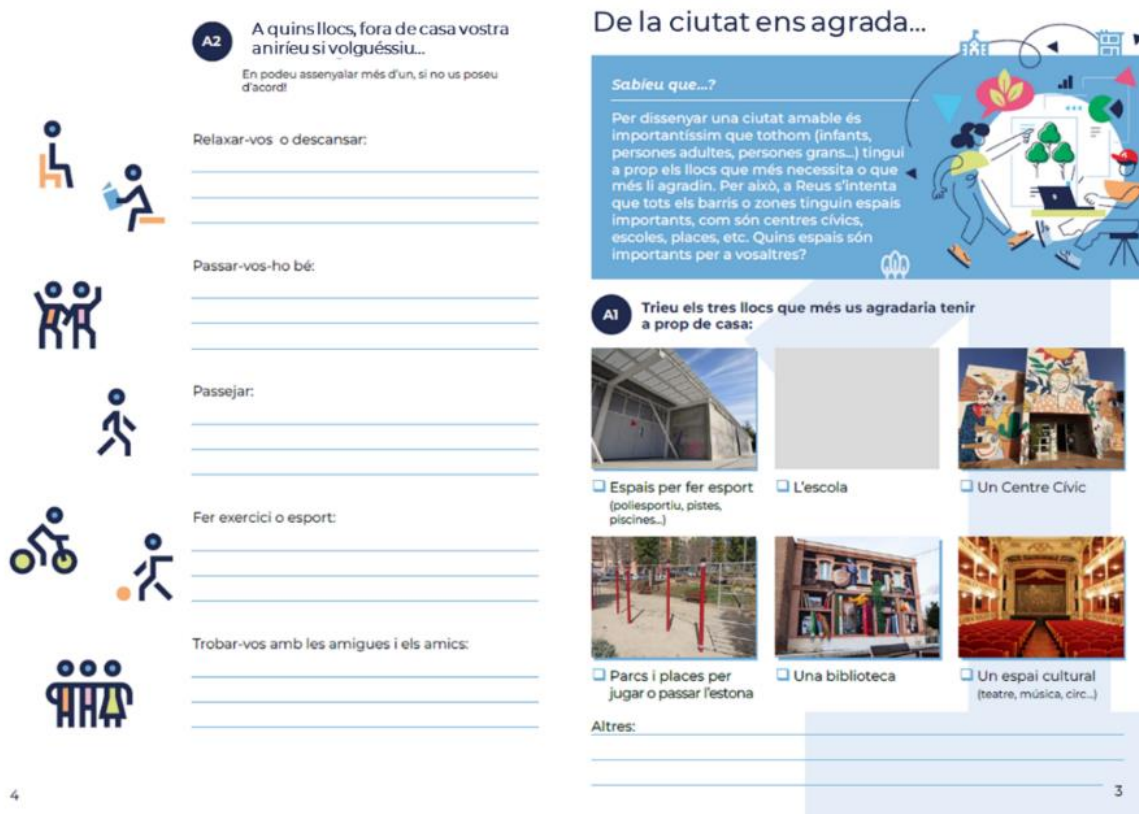 A2
A quins llocs, fora de casa vostra
aniríeu si volguéssiu...
En podeu assenyalar més d'un, si no us poseu
d'acord!
Relaxar-vos o descansar:
Passar-vos-ho bé:
Passejar:
Fer exercici o esport:
Trobar-vos amb les amigues i els amics:
4
De la ciutat ens agrada...
Sabíeu que...?
Per dissenyar una ciutat amable és
importantíssim que tothom (infants,
persones adultes, persones grans...) tingui
a prop els llocs que més necessita o que
més li agradin. Per això, a Reus s'intenta
que tots els barris o zones tinguin espais
importants, com són centres cívics,
escoles, places, etc. Quins espais són
importants per a vosaltres?
A1
Trieu els tres llocs que més us agradaria tenir
a prop de casa:
Espais per fer esport
(poliesportiu, pistes,
piscines...)
L'escola
Un Centre Cívic
Parcs i places per
jugar o passar l'estona
Una biblioteca
Un espai cultural
(teatre, música, circ...)
Altres:
3